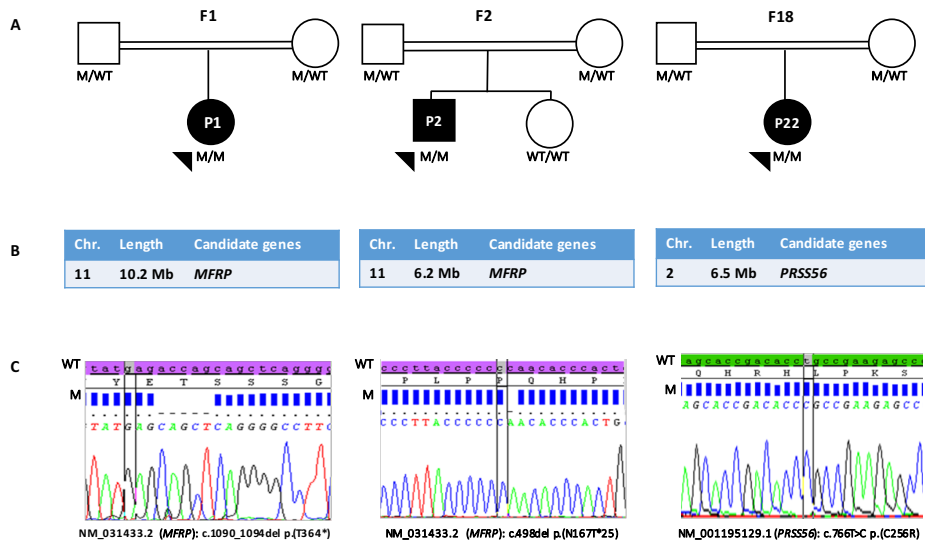 A
F1
F2
F18
M/WT
M/WT
M/WT
M/WT
M/WT
M/WT
P1
P2
P22
M/M
M/M
WT/WT
M/M
B
Chr. Length Candidate genes
11 10.2 Mb MFRP
Chr. Length Candidate genes
11 6.2 Mb MFRP
Chr. Length Candidate genes
2 6.5 Mb PRSS56
C
WT
tatgagaccagcagctcagggg
Y E T S S S G
M
TATGAGCAGCTCAGGGGCCTTC
NM_031433.2 (MFRP): c.1090_1094del p.(T364*)
WT
cccttacccccccaacacccact
P L P P Q H P
M
CCCTTACCCCCCAACACCCACTG
NM_031433.2 (MFRP): c.498del p.(N167T*25)
WT
agcaccgacacctgccgaagagcc
Q H R H L P K S
M
AGCACCGACACCCGCCGAAGAGCC
NM_001195129.1 (PRSS56): c.766T>C p.(C256R)